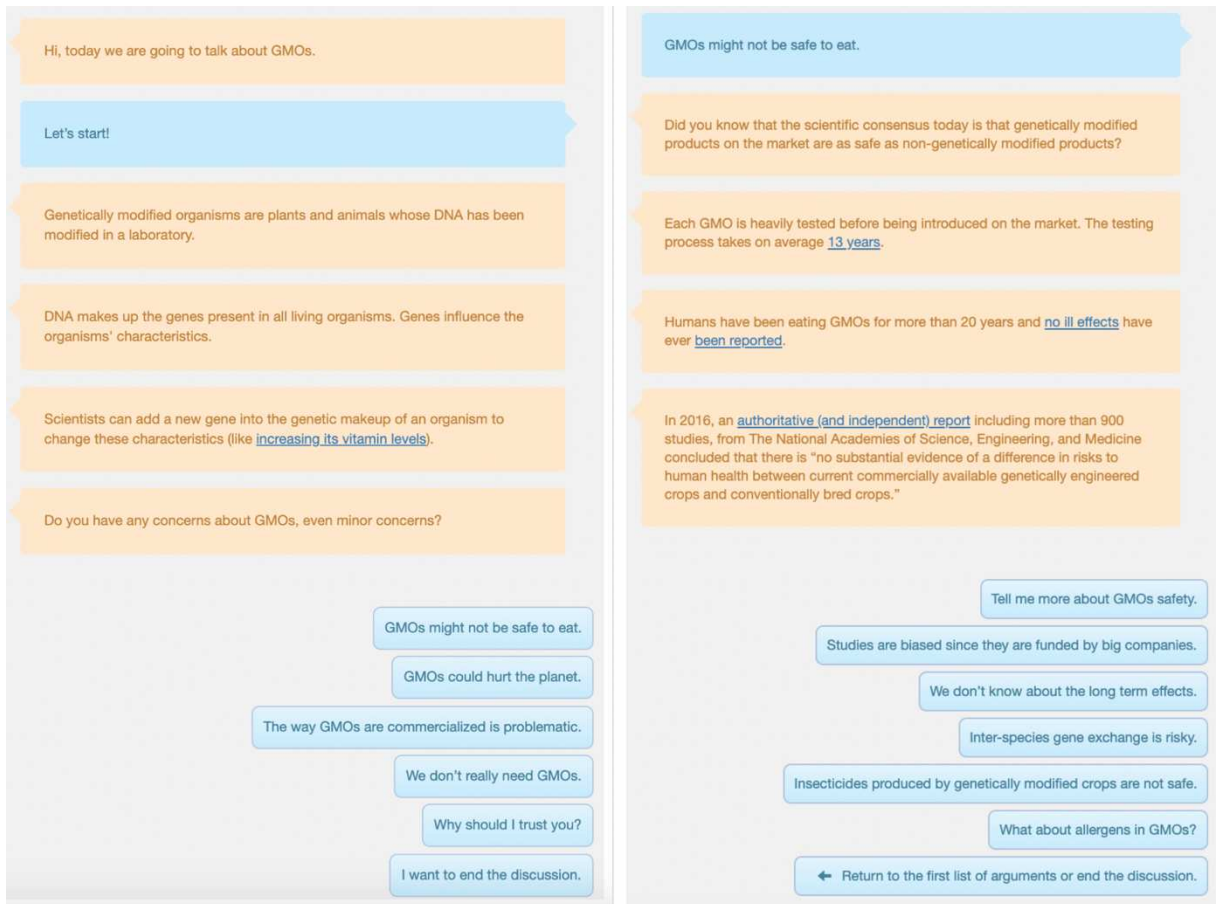 Hi, today we are going to talk about GMOs.
Let's start!
Genetically modified organisms are plants and animals whose DNA has been
modified in a laboratory.
DNA makes up the genes present in all living organisms. Genes influence the
organisms' characteristics.
Scientists can add a new gene into the genetic makeup of an organism to
change these characteristics (like increasing its vitamin levels).
Do you have any concerns about GMOs, even minor concerns?
GMOs might not be safe to eat.
GMOs could hurt the planet.
The way GMOs are commercialized is problematic.
We don't really need GMOs.
Why should I trust you?
I want to end the discussion.
GMOs might not be safe to eat.
Did you know that the scientific consensus today is that genetically modified
products on the market are as safe as non-genetically modified products?
Each GMO is heavily tested before being introduced on the market. The testing
process takes on average 13 years.
Humans have been eating GMOs for more than 20 years and no ill effects have
ever been reported.
In 2016, an authoritative (and independent) report including more than 900
studies, from The National Academies of Science, Engineering, and Medicine
concluded that there is “no substantial evidence of a difference in risks to
human health between current commercially available genetically engineered
crops and conventionally bred crops.”
Tell me more about GMOs safety.
Studies are biased since they are funded by big companies.
We don't know about the long term effects.
Inter-species gene exchange is risky.
Insecticides produced by genetically modified crops are not safe.
What about allergens in GMOs?
← Return to the first list of arguments or end the discussion.